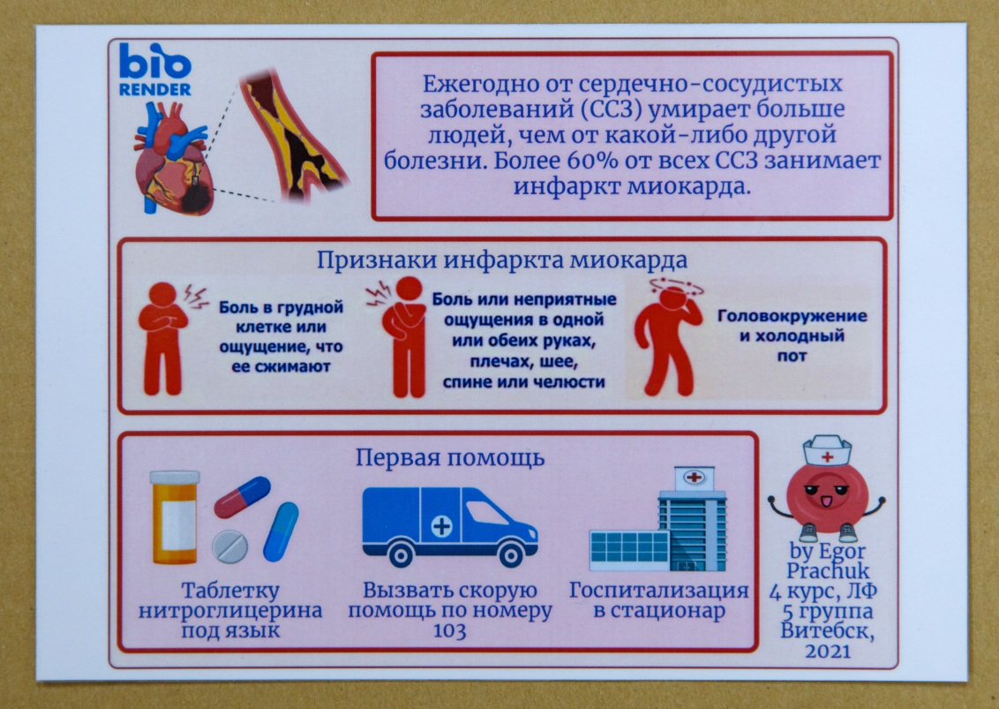 bio
RENDER
Ежегодно от сердечно-сосудистых
заболеваний (ССЗ) умирает больше
людей, чем от какой-либо другой
болезни. Более 60% от всех ССЗ занимает
инфаркт миокарда.
Признаки инфаркта миокарда
Боль в грудной
клетке или
ощущение, что
ее сжимают
Боль или неприятные
ощущения в одной
или обеих руках,
плечах, шее,
спине или челюсти
Головокружение
и холодный
пот
Первая помощь
Таблетку
нитроглицерина
под язык
Вызвать скорую
помощь по номеру
103
Госпитализация
в стационар
by Egor
Prachuk
4 курс, ЛФ
5 группа
Витебск,
2021